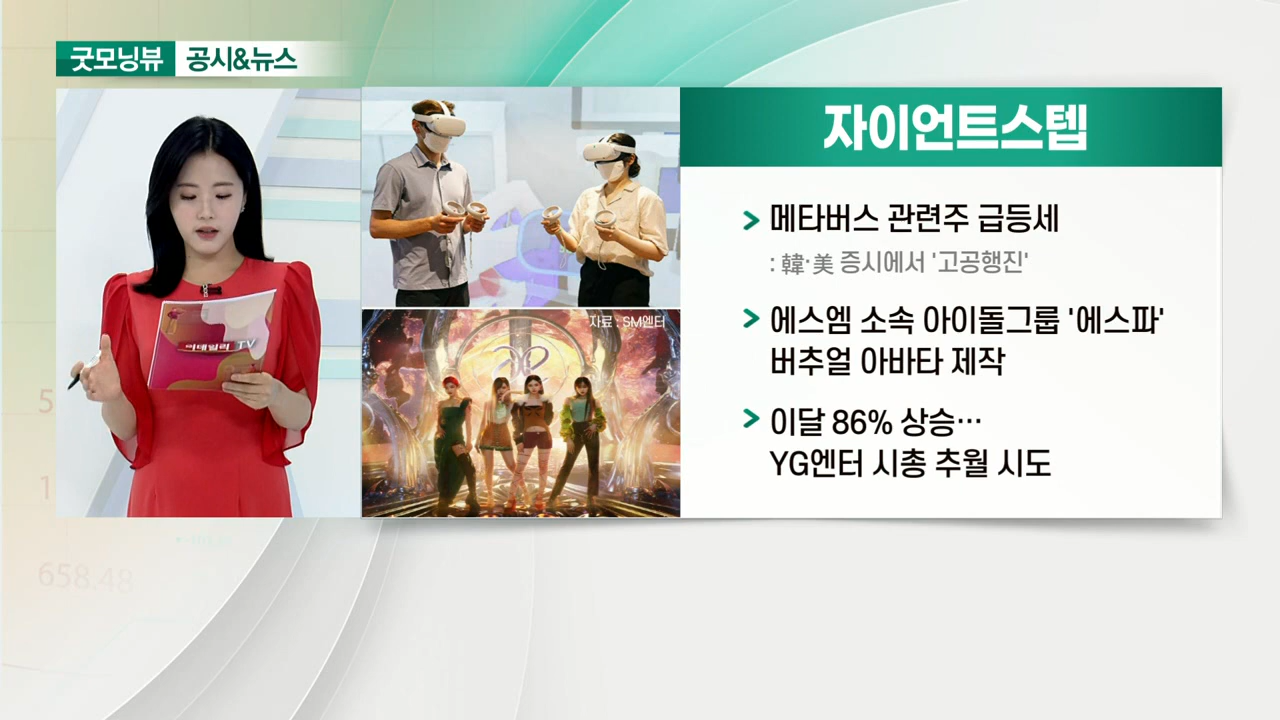 굿모닝뷰 공시&뉴스
자이언트스텝
메타버스 관련주 급등세
: 韓·美 증시에서 '고공행진'
에스엠 소속 아이돌그룹 '에스파'
버추얼 아바타 제작
이달 86% 상승…
YG엔터 시총 추월 시도
자료 : SM엔터
이데일리 TV
658.48